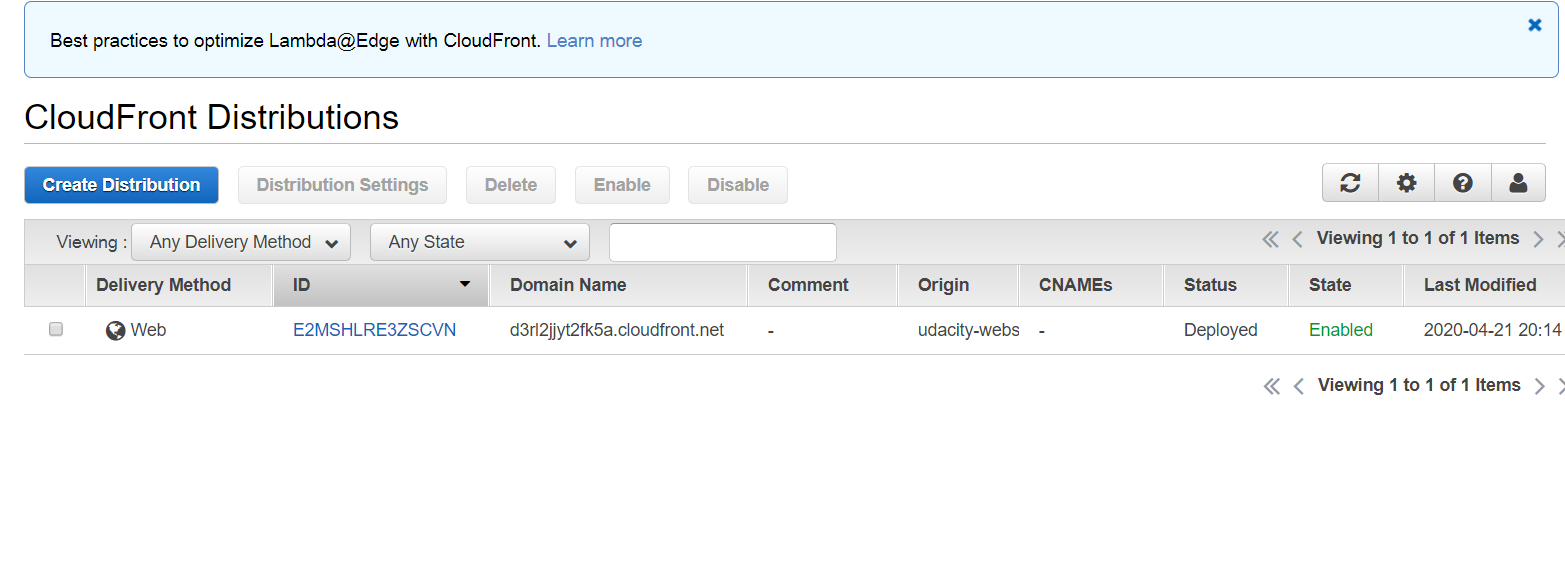 Best practices to optimize Lambda@Edge with CloudFront. Learn more
CloudFront Distributions
Create Distribution Distribution Settings Delete Enable Disable
Viewing : Any Delivery Method Any State Viewing 1 to 1 of 1 Items
Delivery Method ID Domain Name Comment Origin CNAMEs Status State Last Modified
Web E2MSHLRE3ZSCVN d3rl2jjyt2fk5a.cloudfront.net - udacity-webs - Deployed Enabled 2020-04-21 20:14
Viewing 1 to 1 of 1 Items